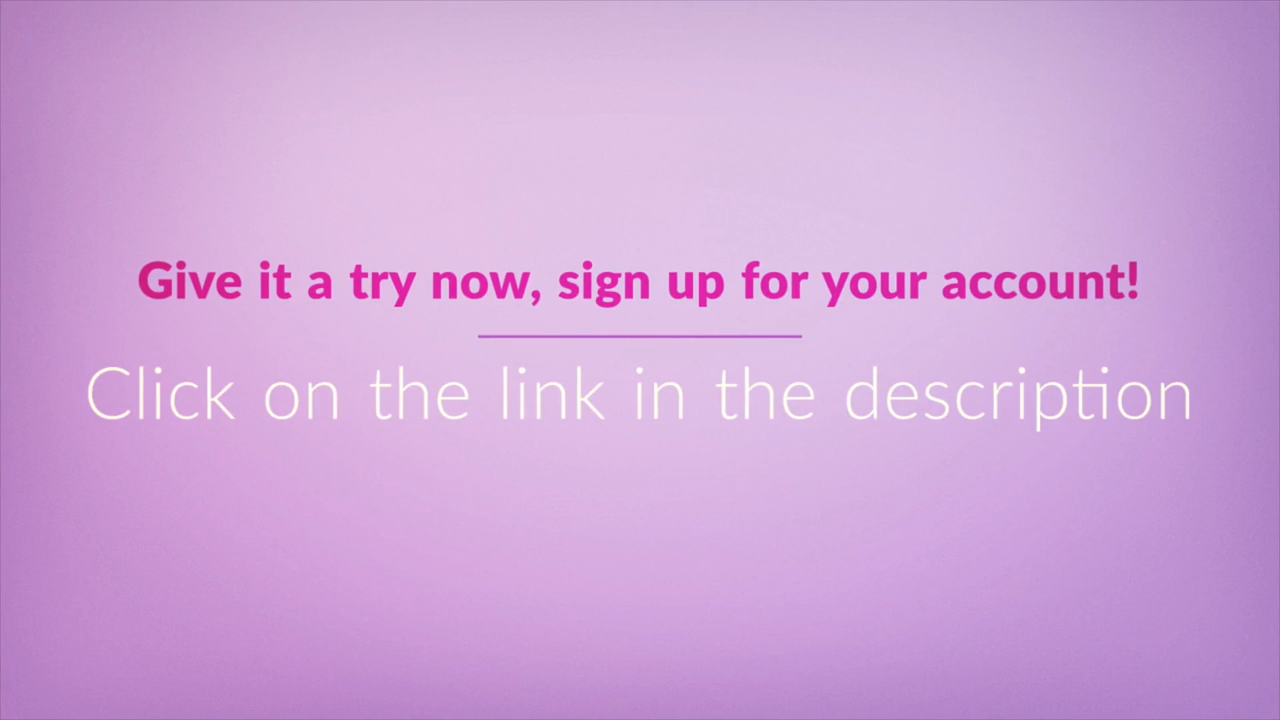 Give it a try now, sign up for your account!
Click on the link in the description